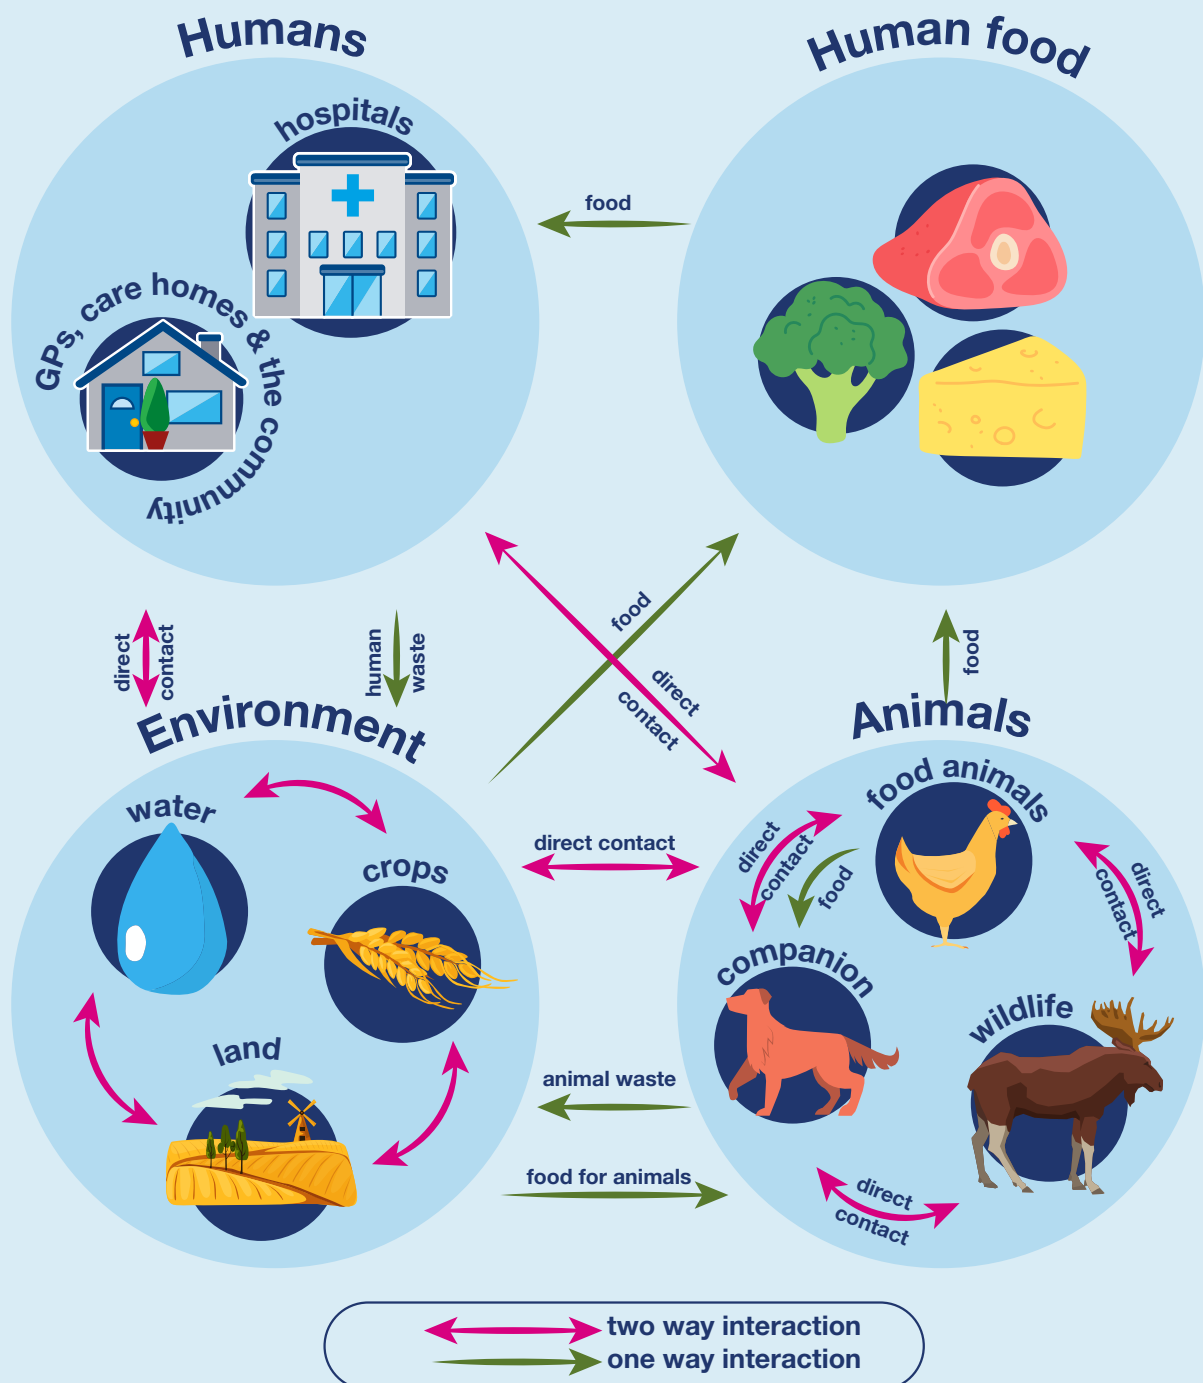 Humans
Human food
hospitals
GPs, care homes & the community
food
direct
contact
human
waste
food
direct
contact
food
Environment
Animals
water
crops
land
direct contact
food animals
direct
contact
food
direct
contact
companion
wildlife
animal waste
food for animals
direct
contact
two way interaction
one way interaction